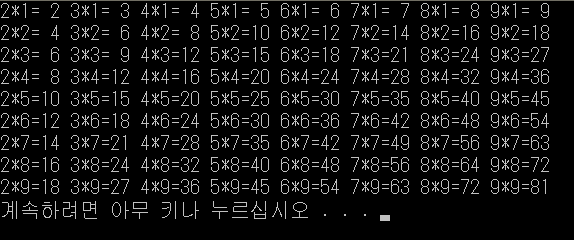 2*1= 2 3*1= 3 4*1= 4 5*1= 5 6*1= 6 7*1= 7 8*1= 8 9*1= 9
2*2= 4 3*2= 6 4*2= 8 5*2=10 6*2=12 7*2=14 8*2=16 9*2=18
2*3= 6 3*3= 9 4*3=12 5*3=15 6*3=18 7*3=21 8*3=24 9*3=27
2*4= 8 3*4=12 4*4=16 5*4=20 6*4=24 7*4=28 8*4=32 9*4=36
2*5=10 3*5=15 4*5=20 5*5=25 6*5=30 7*5=35 8*5=40 9*5=45
2*6=12 3*6=18 4*6=24 5*6=30 6*6=36 7*6=42 8*6=48 9*6=54
2*7=14 3*7=21 4*7=28 5*7=35 6*7=42 7*7=49 8*7=56 9*7=63
2*8=16 3*8=24 4*8=32 5*8=40 6*8=48 7*8=56 8*8=64 9*8=72
2*9=18 3*9=27 4*9=36 5*9=45 6*9=54 7*9=63 8*9=72 9*9=81
계속하려면 아무 키나 누르십시오 . . .